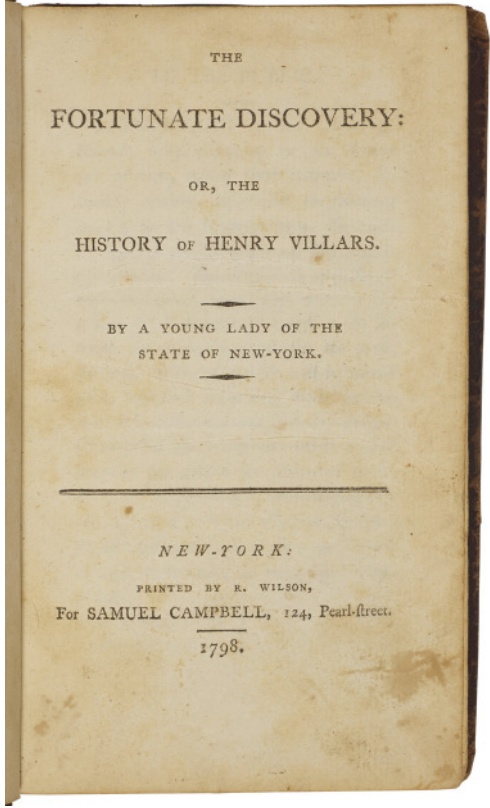 THE
FORTUNATE DISCOVERY:
OR, THE
HISTORY OF HENRY VILLARS.
BY A YOUNG LADY OF THE
STATE OF NEW-YORK.
NEW-YORK:
PRINTED BY R. WILSON,
For SAMUEL CAMPBELL, 124, Pearl-ſtreet.
1798.